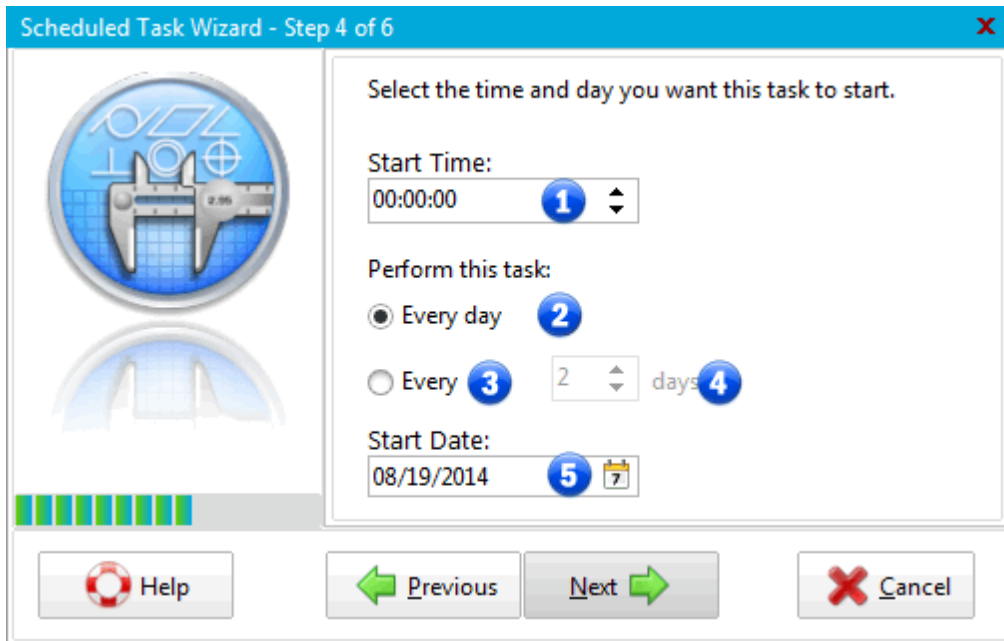 Scheduled Task Wizard - Step 4 of 6
2.95
Select the time and day you want this task to start.
Start Time:
00:00:00 1
Perform this task:
Every day 2
Every 3 2 days 4
Start Date:
08/19/2014 5 7
Help Previous Next Cancel